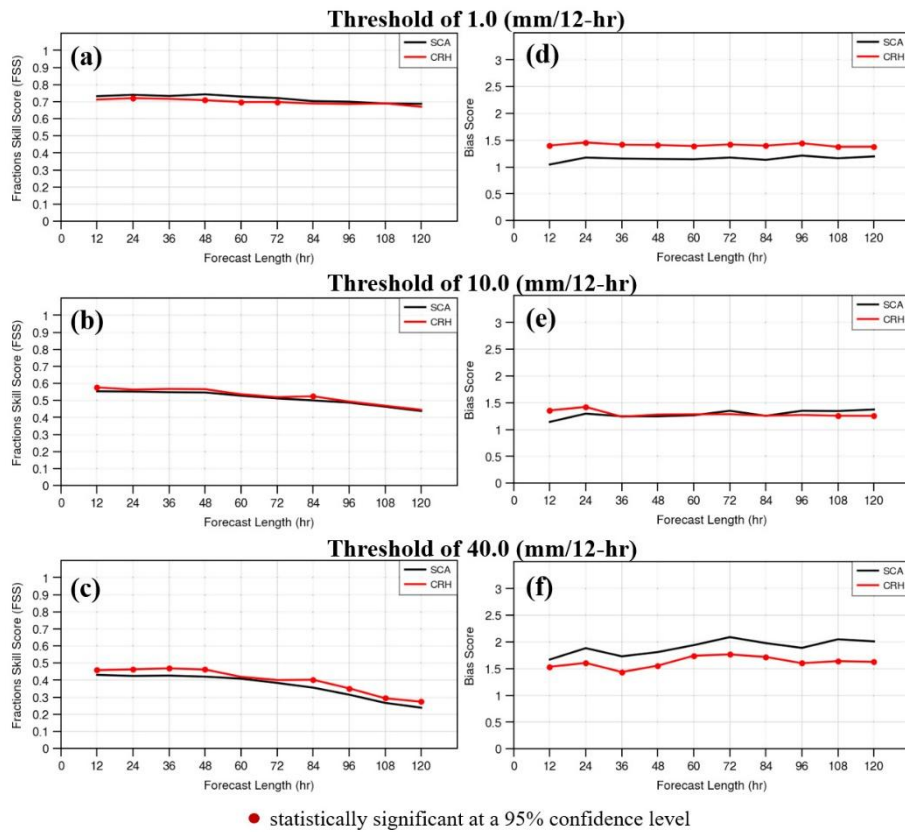 Threshold of 1.0 (mm/12-hr)
(a)
SCA
CRH
Fractions Skill Score (FSS)
1
0.9
0.8
0.7
0.6
0.5
0.4
0.3
0.2
0.1
0
0 12 24 36 48 60 72 84 96 108 120
Forecast Length (hr)
(d)
SCA
CRH
Bias Score
3
2.5
2
1.5
1
0.5
0
0 12 24 36 48 60 72 84 96 108 120
Forecast Length (hr)
Threshold of 10.0 (mm/12-hr)
(b)
SCA
CRH
Fractions Skill Score (FSS)
1
0.9
0.8
0.7
0.6
0.5
0.4
0.3
0.2
0.1
0
0 12 24 36 48 60 72 84 96 108 120
Forecast Length (hr)
(e)
SCA
CRH
Bias Score
3
2.5
2
1.5
1
0.5
0
0 12 24 36 48 60 72 84 96 108 120
Forecast Length (hr)
Threshold of 40.0 (mm/12-hr)
(c)
SCA
CRH
Fractions Skill Score (FSS)
1
0.9
0.8
0.7
0.6
0.5
0.4
0.3
0.2
0.1
0
0 12 24 36 48 60 72 84 96 108 120
Forecast Length (hr)
(f)
SCA
CRH
Bias Score
3
2.5
2
1.5
1
0.5
0
0 12 24 36 48 60 72 84 96 108 120
Forecast Length (hr)
statistically significant at a 95% confidence level